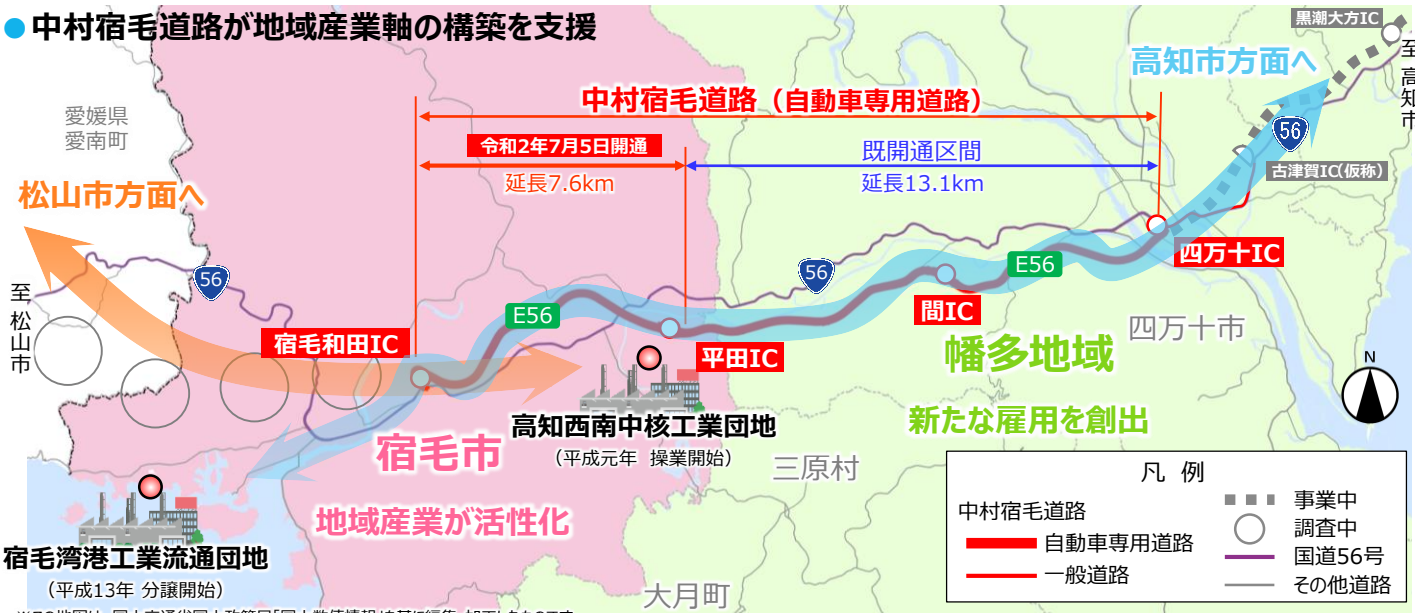 ●中村宿毛道路が地域産業軸の構築を支援
黒潮大方IC
至高知市
高知市方面へ
中村宿毛道路（自動車専用道路）
愛媛県
愛南町
令和2年7月5日開通
延長7.6km
既開通区間
延長13.1km
56
古津賀IC(仮称)
松山市方面へ
四万十IC
E56
56
56
至松山市
間IC
E56
四万十市
宿毛和田IC
平田IC
幡多地域
N
高知西南中核工業団地
（平成元年 操業開始）
新たな雇用を創出
宿毛市
三原村
地域産業が活性化
宿毛湾港工業流通団地
（平成13年 分譲開始）
大月町
凡 例
中村宿毛道路
自動車専用道路
一般道路
事業中
調査中
国道56号
その他道路